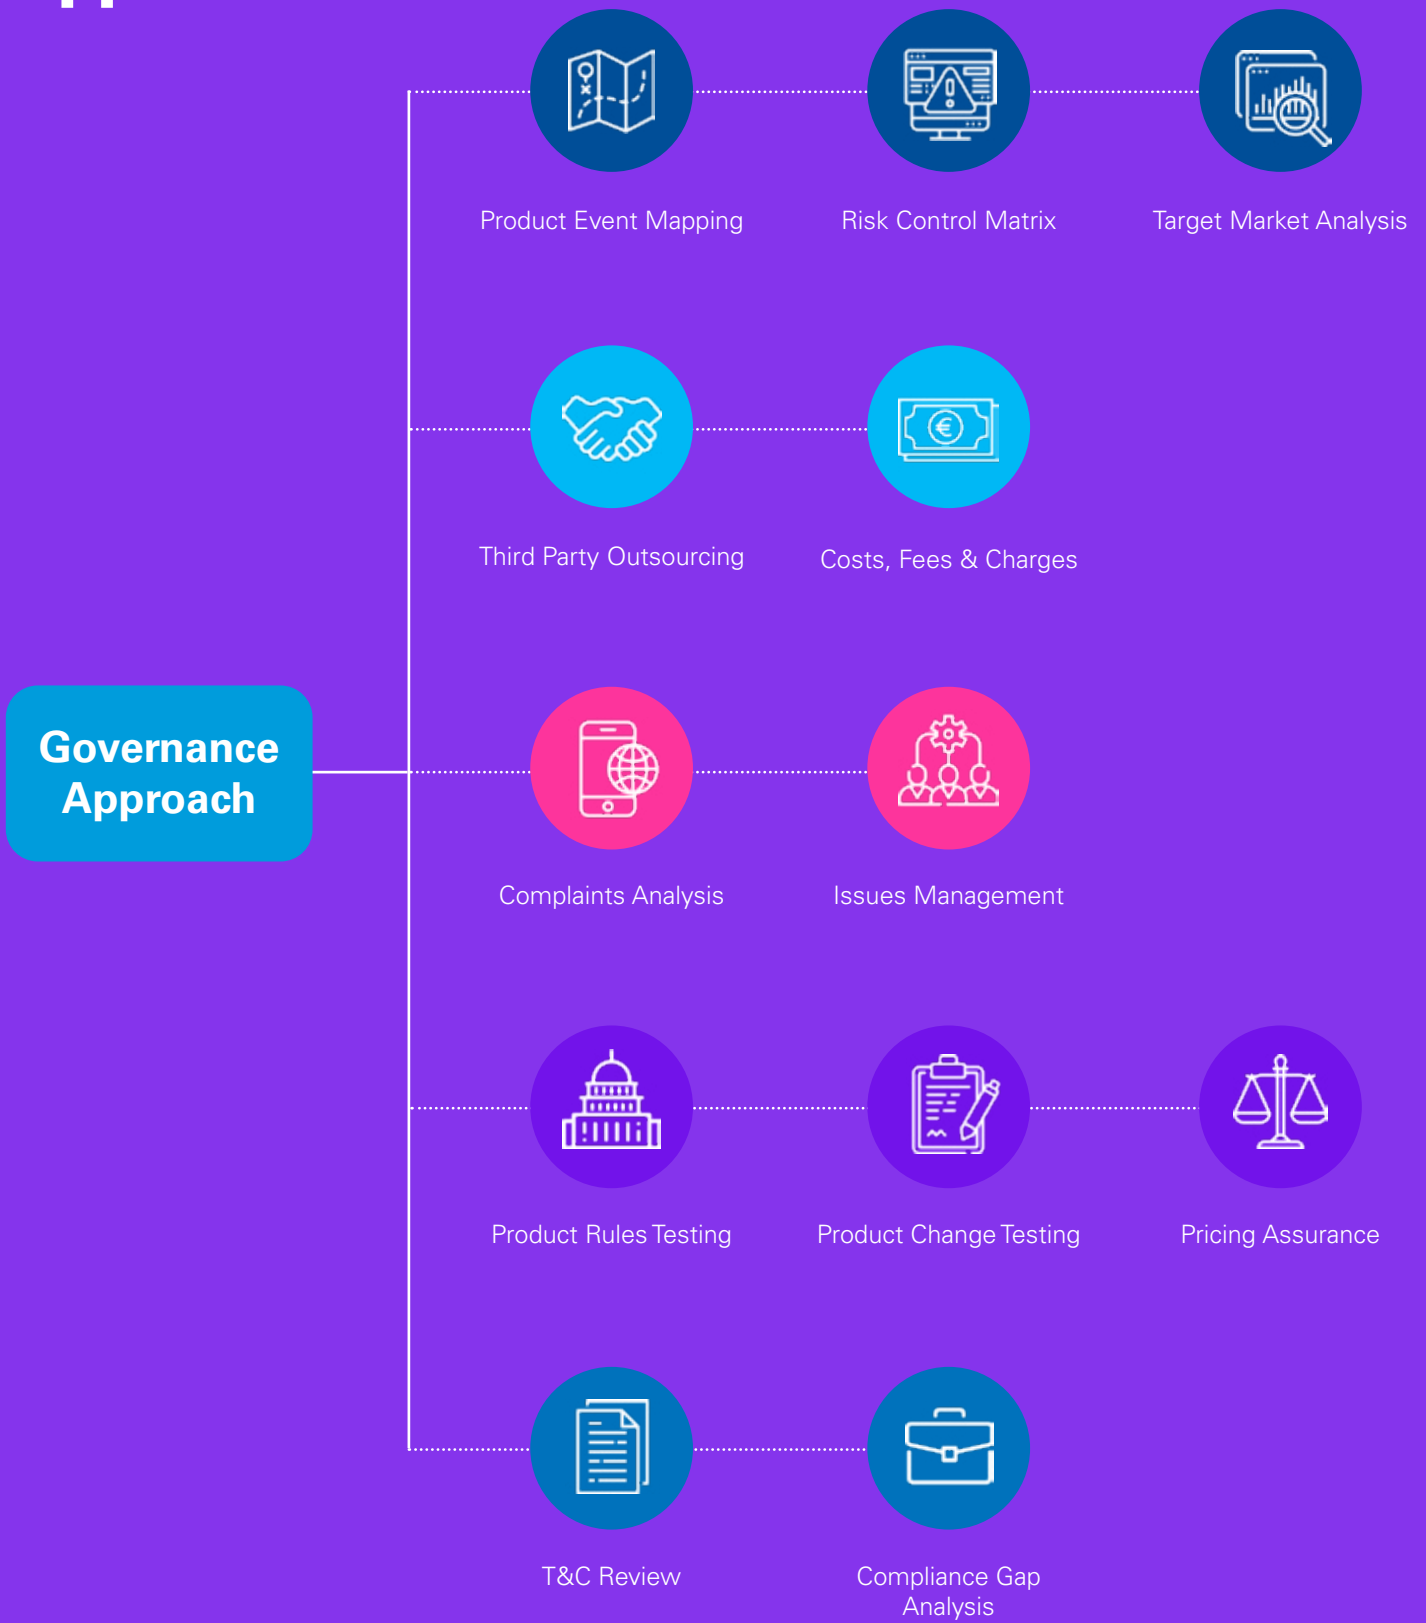 Product Event Mapping
Risk Control Matrix
Target Market Analysis
Third Party Outsourcing
Costs, Fees & Charges
Governance
Approach
Complaints Analysis
Issues Management
Product Rules Testing
Product Change Testing
Pricing Assurance
T&C Review
Compliance Gap
Analysis